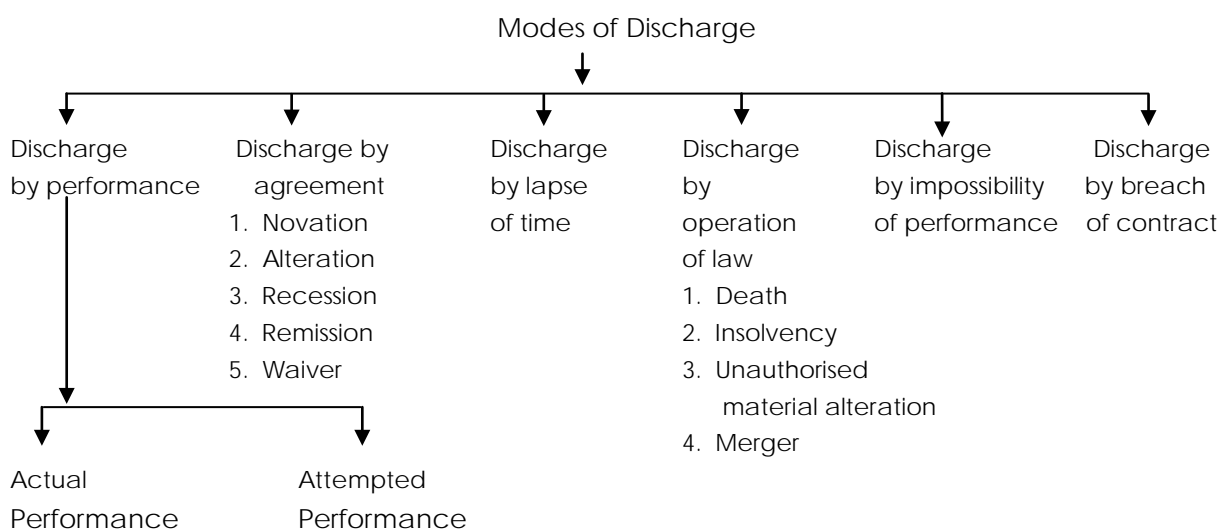 Modes of Discharge
Discharge
by performance
Discharge by
agreement
1. Novation
2. Alteration
3. Recession
4. Remission
5. Waiver
Discharge
by lapse
of time
Discharge
by
operation
of law
1. Death
2. Insolvency
3. Unauthorised
material alteration
4. Merger
Discharge
by impossibility
of performance
Discharge
by breach
of contract
Actual
Performance
Attempted
Performance